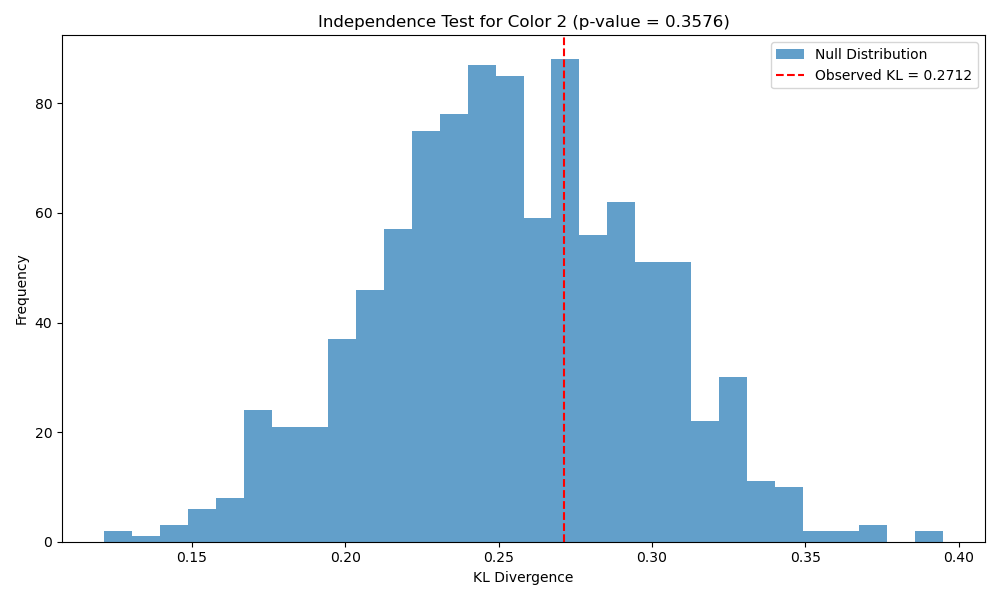 Independence Test for Color 2 (p-value = 0.3576)
Null Distribution
Observed KL = 0.2712
Frequency
80
60
40
20
0
0.15 0.20 0.25 0.30 0.35 0.40
KL Divergence